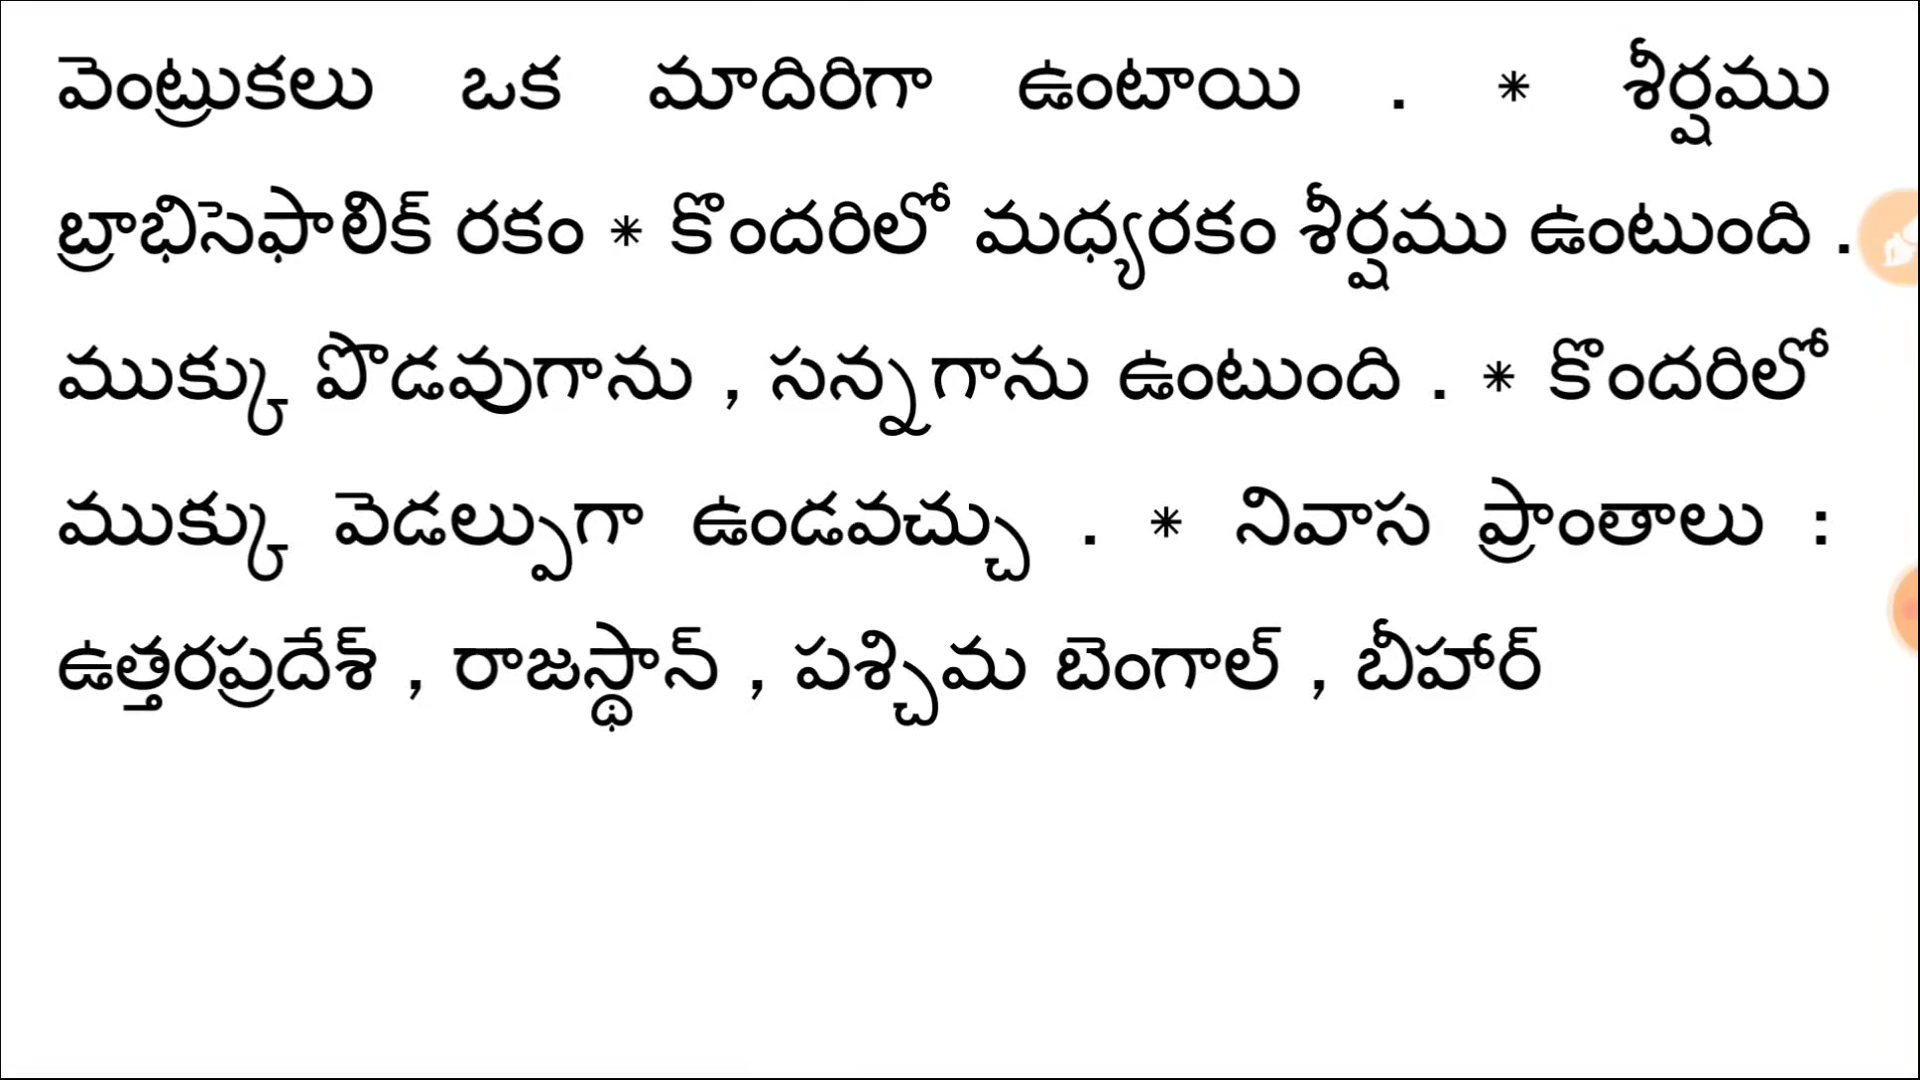 వెంట్రుకలు ఒక మాదిరిగా ఉంటాయి . * శీర్షము
బ్రాభిసెఫాలిక్ రకం * కొందరిలో మధ్యరకం శీర్షము ఉంటుంది .
ముక్కు పొడవుగాను , సన్నగాను ఉంటుంది . * కొందరిలో
ముక్కు వెడల్పుగా ఉండవచ్చు . * నివాస ప్రాంతాలు :
ఉత్తరప్రదేశ్ , రాజస్థాన్ , పశ్చిమ బెంగాల్ , బీహార్